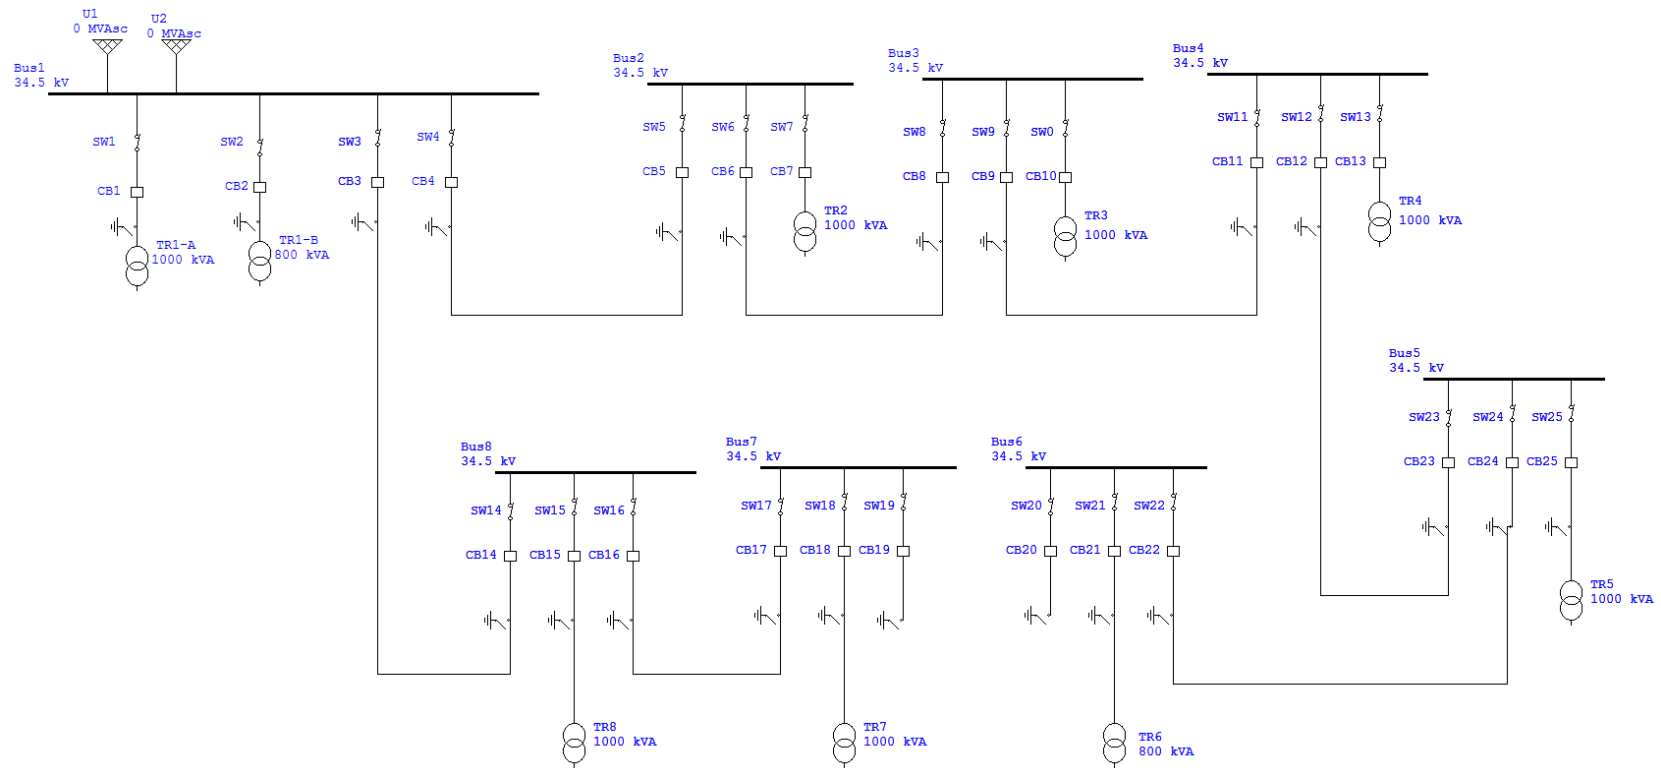 U1
0 MVAsc
U2
0 MVAsc
Bus1
34.5 kV
Bus2
34.5 kV
Bus3
34.5 kV
Bus4
34.5 kV
SW1
SW2
SW3
SW4
SW5
SW6
SW7
SW8
SW9
SW0
SW11
SW12
SW13
CB1
CB2
CB3
CB4
CB5
CB6
CB7
CB8
CB9
CB10
CB11
CB12
CB13
TR1-A
1000 kVA
TR1-B
800 kVA
TR2
1000 kVA
TR3
1000 kVA
TR4
1000 kVA
Bus5
34.5 kV
SW23
SW24
SW25
CB23
CB24
CB25
TR5
1000 kVA
Bus8
34.5 kV
Bus7
34.5 kV
Bus6
34.5 kV
SW14
SW15
SW16
SW17
SW18
SW19
SW20
SW21
SW22
CB14
CB15
CB16
CB17
CB18
CB19
CB20
CB21
CB22
TR8
1000 kVA
TR7
1000 kVA
TR6
800 kVA